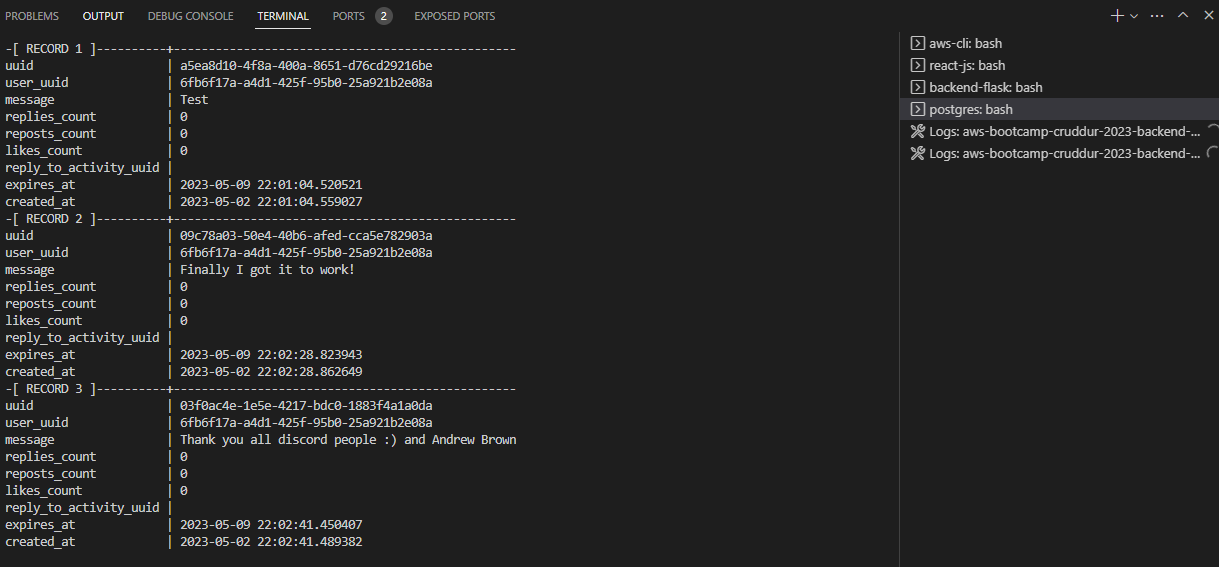 PROBLEMS OUTPUT DEBUG CONSOLE TERMINAL PORTS 2 EXPOSED PORTS
-[ RECORD 1 ]----------+-------------------------------------------------
uuid | a5ea8d10-4f8a-400a-8651-d76cd29216be
user_uuid | 6fb6f17a-a4d1-425f-95b0-25a921b2e08a
message | Test
replies_count | 0
reposts_count | 0
likes_count | 0
reply_to_activity_uuid |
expires_at | 2023-05-09 22:01:04.520521
created_at | 2023-05-02 22:01:04.559027
-[ RECORD 2 ]----------+-------------------------------------------------
uuid | 09c78a03-50e4-40b6-afed-cca5e782903a
user_uuid | 6fb6f17a-a4d1-425f-95b0-25a921b2e08a
message | Finally I got it to work!
replies_count | 0
reposts_count | 0
likes_count | 0
reply_to_activity_uuid |
expires_at | 2023-05-09 22:02:28.823943
created_at | 2023-05-02 22:02:28.862649
-[ RECORD 3 ]----------+-------------------------------------------------
uuid | 03f0ac4e-1e5e-4217-bdc0-1883f4a1a0da
user_uuid | 6fb6f17a-a4d1-425f-95b0-25a921b2e08a
message | Thank you all discord people :) and Andrew Brown
replies_count | 0
reposts_count | 0
likes_count | 0
reply_to_activity_uuid |
expires_at | 2023-05-09 22:02:41.450407
created_at | 2023-05-02 22:02:41.489382
aws-cli: bash
react-js: bash
backend-flask: bash
postgres: bash
Logs: aws-bootcamp-cruddur-2023-backend-...
Logs: aws-bootcamp-cruddur-2023-backend-...